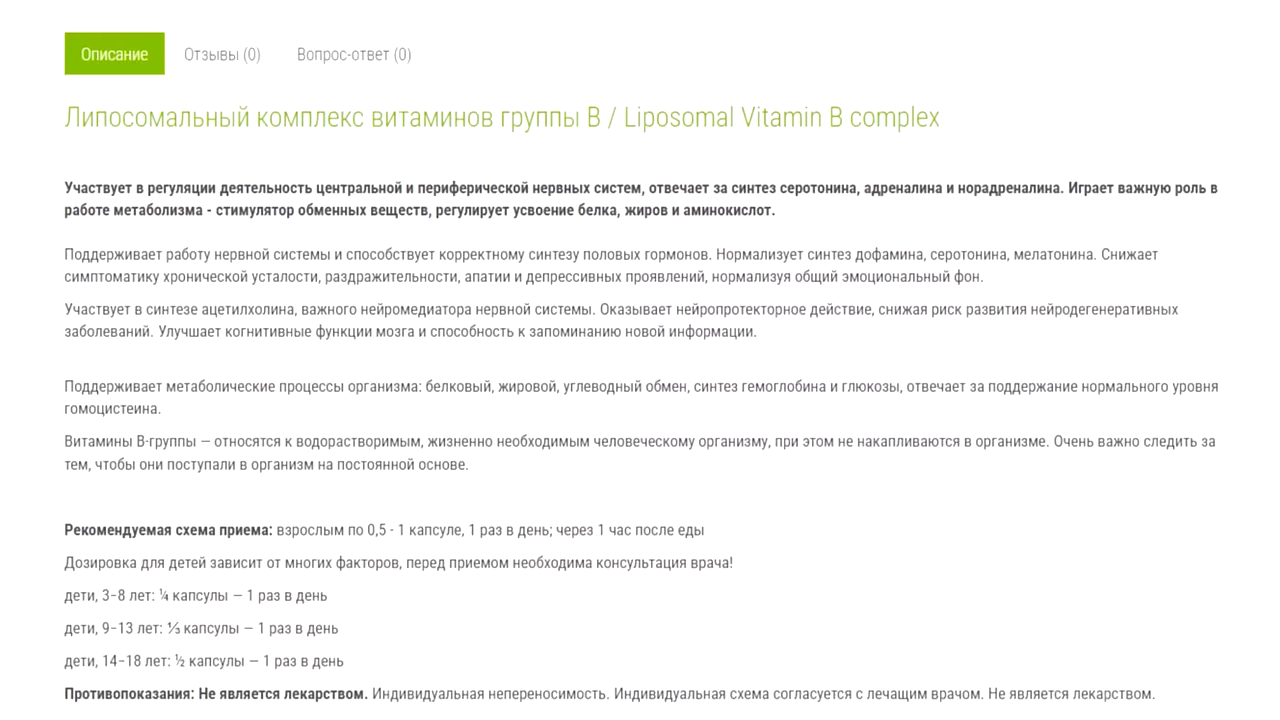 Описание
Отзывы (0)
Вопрос-ответ (0)
Липосомальный комплекс витаминов группы В / Liposomal Vitamin B complex
Участвует в регуляции деятельность центральной и периферической нервных систем, отвечает за синтез серотонина, адреналина и норадреналина. Играет важную роль в
работе метаболизма - стимулятор обменных веществ, регулирует усвоение белка, жиров и аминокислот.
Поддерживает работу нервной системы и способствует корректному синтезу половых гормонов. Нормализует синтез дофамина, серотонина, мелатонина. Снижает
симптоматику хронической усталости, раздражительности, апатии и депрессивных проявлений, нормализуя общий эмоциональный фон.
Участвует в синтезе ацетилхолина, важного нейромедиатора нервной системы. Оказывает нейропротекторное действие, снижая риск развития нейродегенеративных
заболеваний. Улучшает когнитивные функции мозга и способность к запоминанию новой информации.
Поддерживает метаболические процессы организма: белковый, жировой, углеводный обмен, синтез гемоглобина и глюкозы, отвечает за поддержание нормального уровня
гомоцистеина.
Витамины В-группы — относятся к водорастворимым, жизненно необходимым человеческому организму, при этом не накапливаются в организме. Очень важно следить за
тем, чтобы они поступали в организм на постоянной основе.
Рекомендуемая схема приема: взрослым по 0,5 - 1 капсуле, 1 раз в день; через 1 час после еды
Дозировка для детей зависит от многих факторов, перед приемом необходима консультация врача!
дети, 3–8 лет: ¼ капсулы — 1 раз в день
дети, 9–13 лет: ⅓ капсулы — 1 раз в день
дети, 14–18 лет: ½ капсулы — 1 раз в день
Противопоказания: Не является лекарством. Индивидуальная непереносимость. Индивидуальная схема согласуется с лечащим врачом. Не является лекарством.